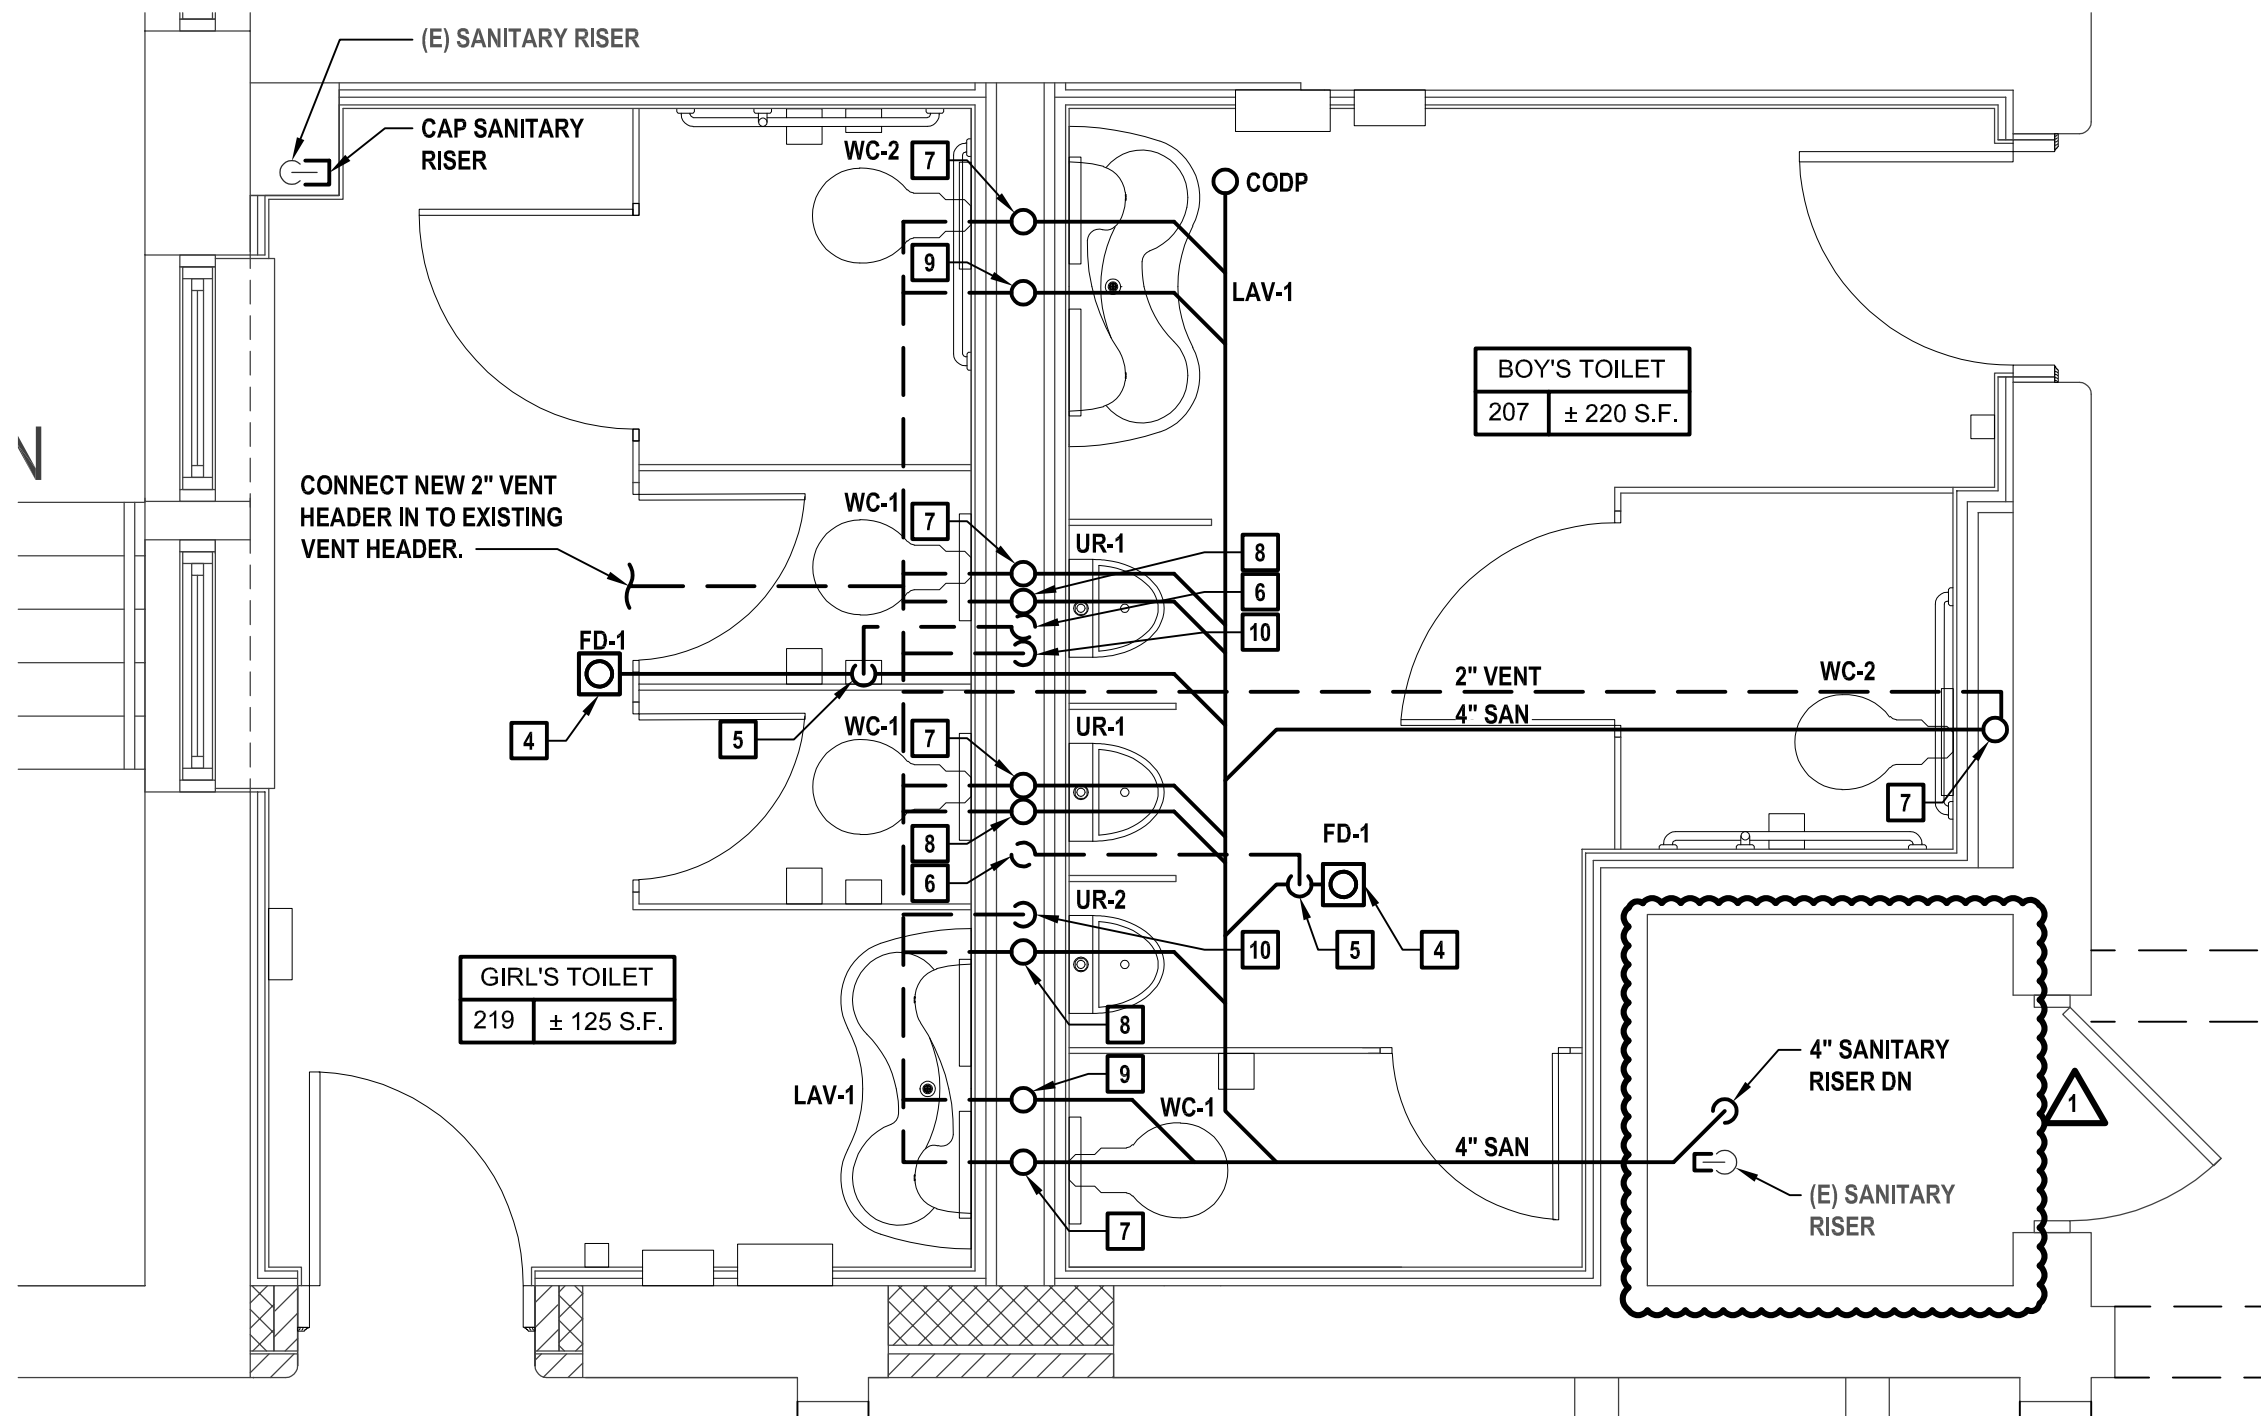 (E) SANITARY RISER
CAP SANITARY
RISER
WC-2
7
CODP
9
LAV-1
BOY'S TOILET
207
± 220 S.F.
N
CONNECT NEW 2" VENT
HEADER IN TO EXISTING
VENT HEADER.
WC-1
7
UR-1
8
6
10
FD-1
4
5
2" VENT
WC-2
4" SAN
WC-1
7
UR-1
7
8
6
FD-1
UR-2
10
5
4
GIRL'S TOILET
219
± 125 S.F.
8
9
LAV-1
WC-1
4" SAN
7
4" SANITARY
RISER DN
1
(E) SANITARY
RISER